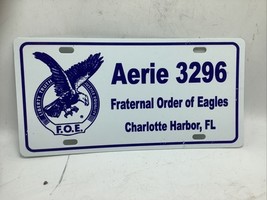 Aerie 3296
Fraternal Order of Eagles
Charlotte Harbor, FL
F.O.E.